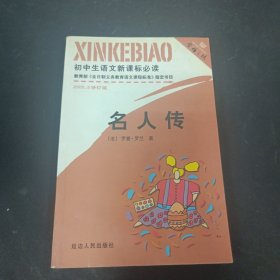 XINKEBIAO
初中生语文新课标必读
教育部《全日制义务教育语文课程标准》指定书目
名人传
(法) 罗曼·罗兰 著
延边人民出版社